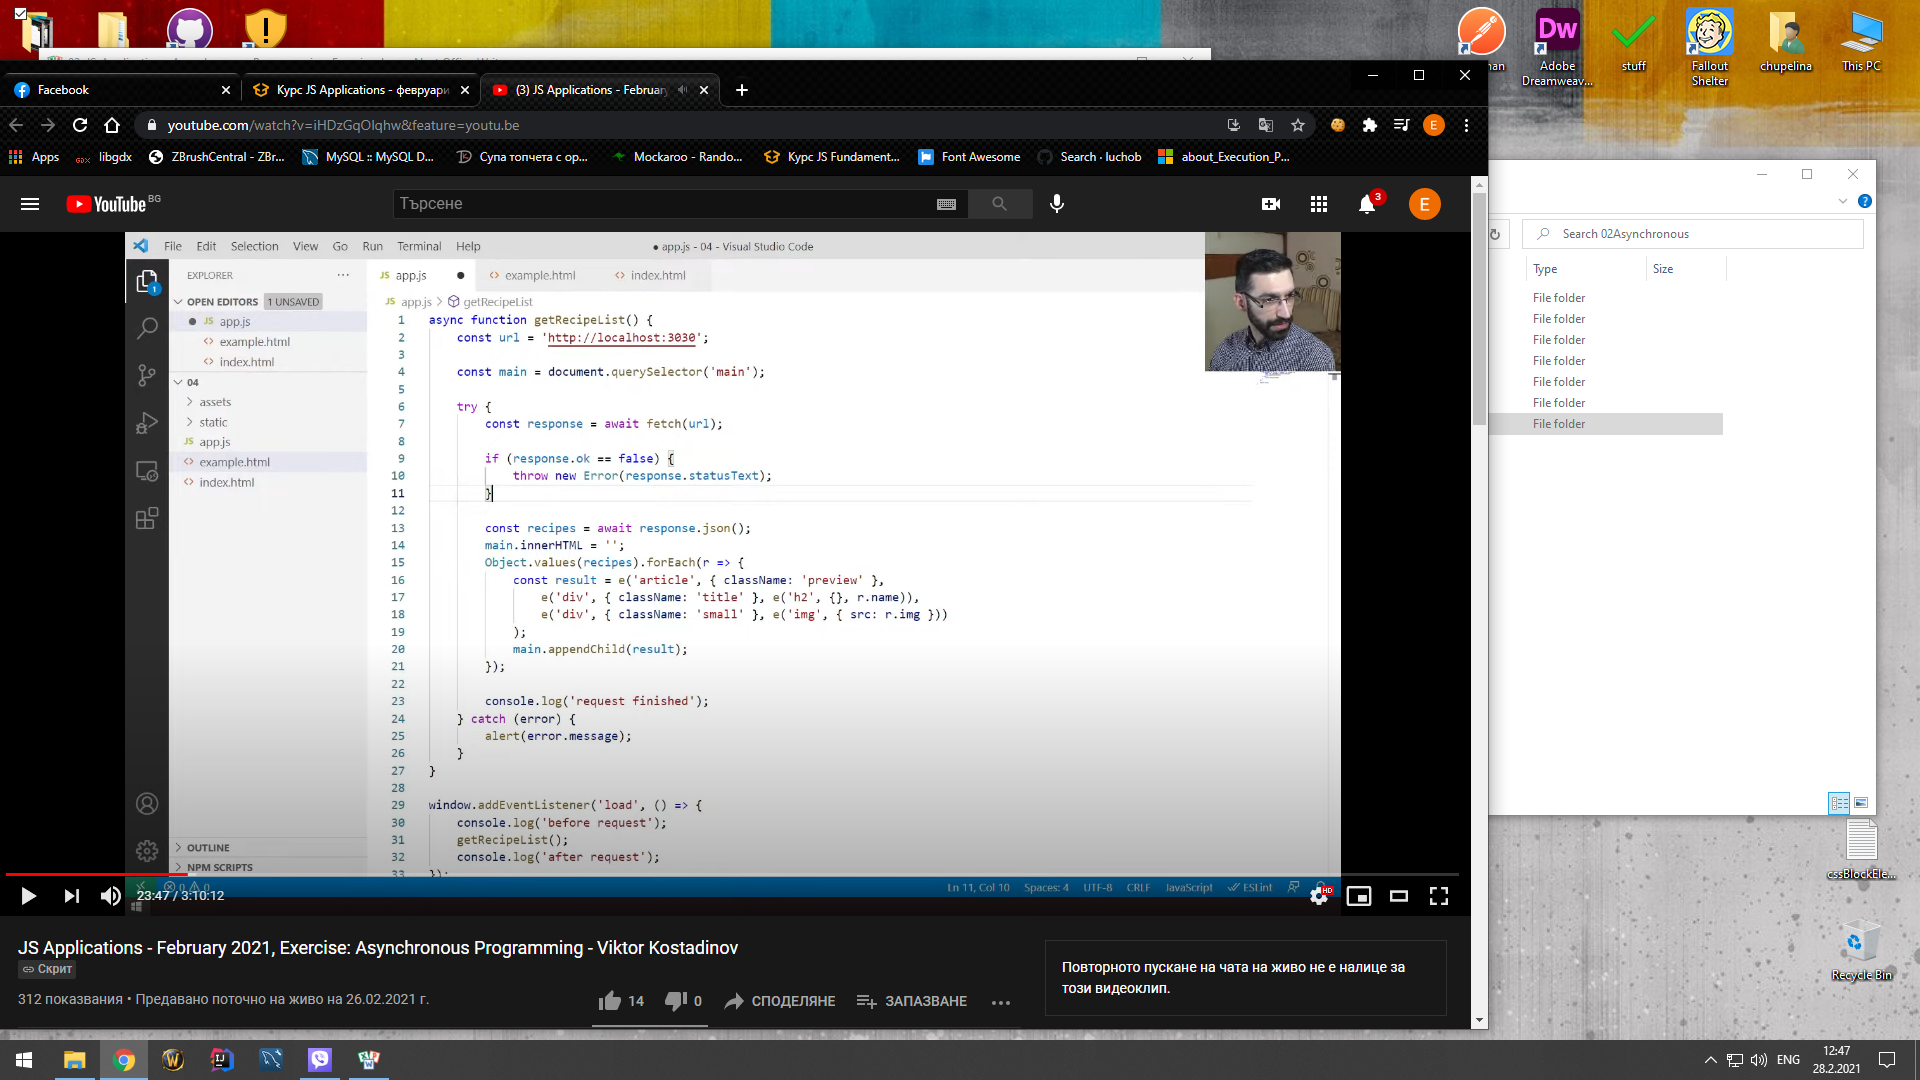 man
Adobe
Dreamweav...
stuff
Fallout
Shelter
chupelina
This PC
Facebook
Курс JS Applications - февруари
(3) JS Applications - February
youtube.com/watch?v=iHDzGqOlqhw&feature=youtu.be
E
Apps
libgdx
ZBrushCentral - ZBr...
MySQL :: MySQL D...
Супа топчета с ор...
Mockaroo - Rando...
Курс JS Fundament...
Font Awesome
Search · luchob
about_Execution_P...
YouTube BG
Търсене
3
E
File Edit Selection View Go Run Terminal Help
● app.js - 04 - Visual Studio Code
EXPLORER
OPEN EDITORS 1 UNSAVED
JS app.js
<> example.html
<> index.html
04
assets
static
JS app.js
<> example.html
<> index.html
OUTLINE
NPM SCRIPTS
1
JS app.js
<> example.html
<> index.html
JS app.js > getRecipeList
1 async function getRecipeList() {
2 const url = 'http://localhost:3030';
3
4 const main = document.querySelector('main');
5
6 try {
7 const response = await fetch(url);
8
9 if (response.ok == false) {
10 throw new Error(response.statusText);
11 }
12
13 const recipes = await response.json();
14 main.innerHTML = '';
15 Object.values(recipes).forEach(r => {
16 const result = e('article', { className: 'preview' },
17 e('div', { className: 'title' }, e('h2', {}, r.name)),
18 e('div', { className: 'small' }, e('img', { src: r.img }))
19 );
20 main.appendChild(result);
21 });
22
23 console.log('request finished');
24 } catch (error) {
25 alert(error.message);
26 }
27 }
28
29 window.addEventListener('load', () => {
30 console.log('before request');
31 getRecipeList();
32 console.log('after request');
33 });
0 0
Ln 11, Col 10 Spaces: 4 UTF-8 CRLF JavaScript ESLint
23:47 / 3:10:12
HD
JS Applications - February 2021, Exercise: Asynchronous Programming - Viktor Kostadinov
Скрит
312 показвания • Предавано поточно на живо на 26.02.2021 г.
14
0
СПОДЕЛЯНЕ
ЗАПАЗВАНЕ
Повторното пускане на чата на живо не е налице за
този видеоклип.
Search 02Asynchronous
Type
Size
File folder
File folder
File folder
File folder
File folder
File folder
File folder
cssBlockEle...
Recycle Bin
ENG
12:47
28.2.2021